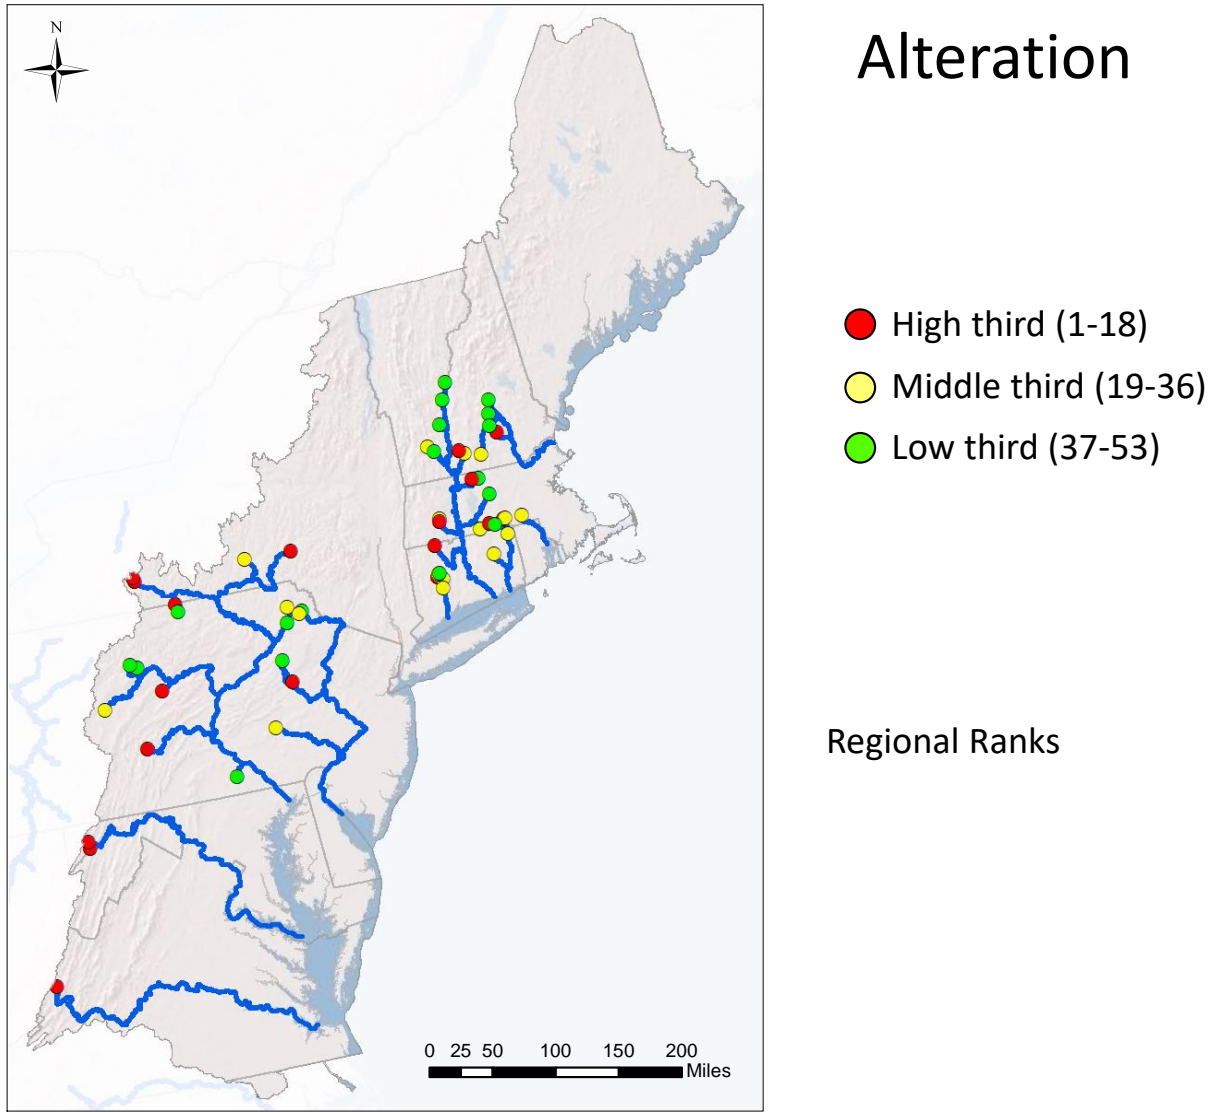 N
Alteration
High third (1-18)
Middle third (19-36)
Low third (37-53)
Regional Ranks
0 25 50 100 150 200
Miles